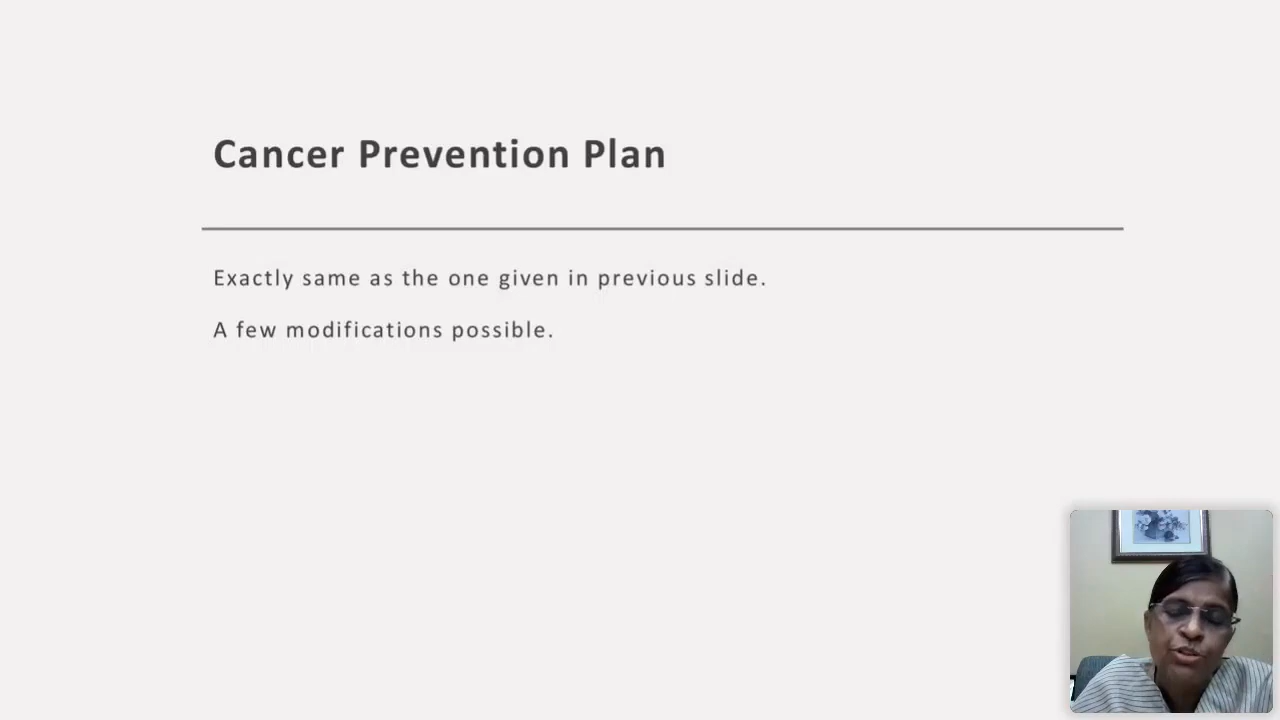 Cancer Prevention Plan
Exactly same as the one given in previous slide.
A few modifications possible.